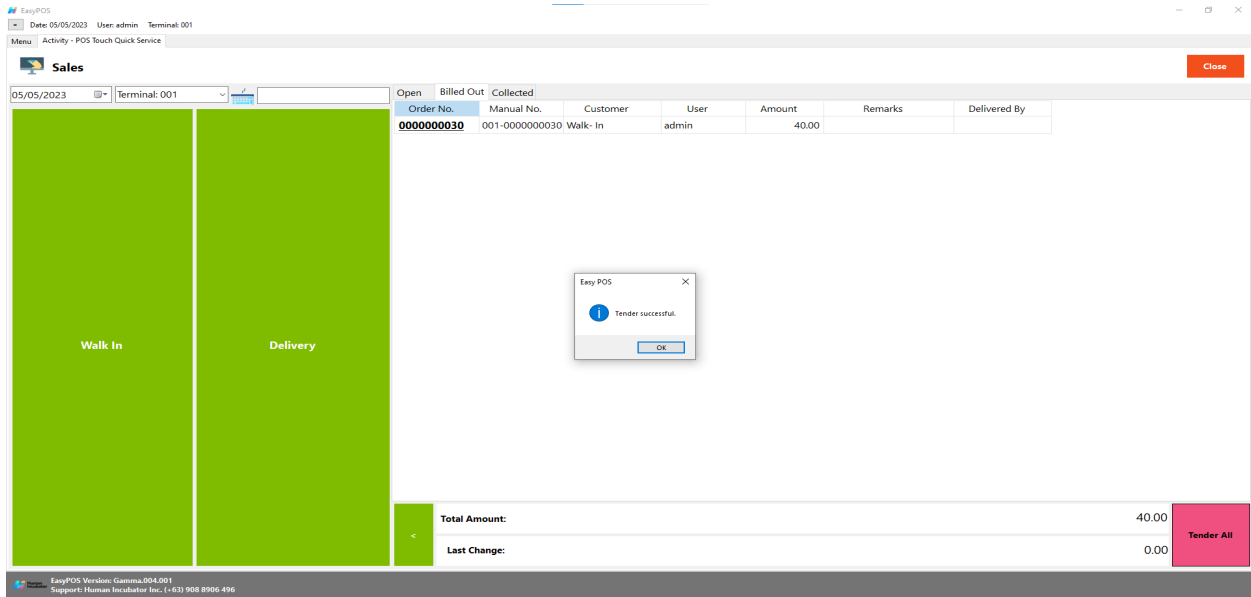 EasyPOS
Date: 05/05/2023 User: admin Terminal: 001
Menu Activity - POS Touch Quick Service
Sales
Close
05/05/2023 Terminal: 001
Open Billed Out Collected
Order No. Manual No. Customer User Amount Remarks Delivered By
0000000030 001-0000000030 Walk- In admin 40.00
Easy POS
Tender successful.
OK
Walk In
Delivery
<
Total Amount: 40.00
Last Change: 0.00
Tender All
Human Incubator
EasyPOS Version: Gamma.004.001
Support: Human Incubator Inc. (+63) 908 8906 496